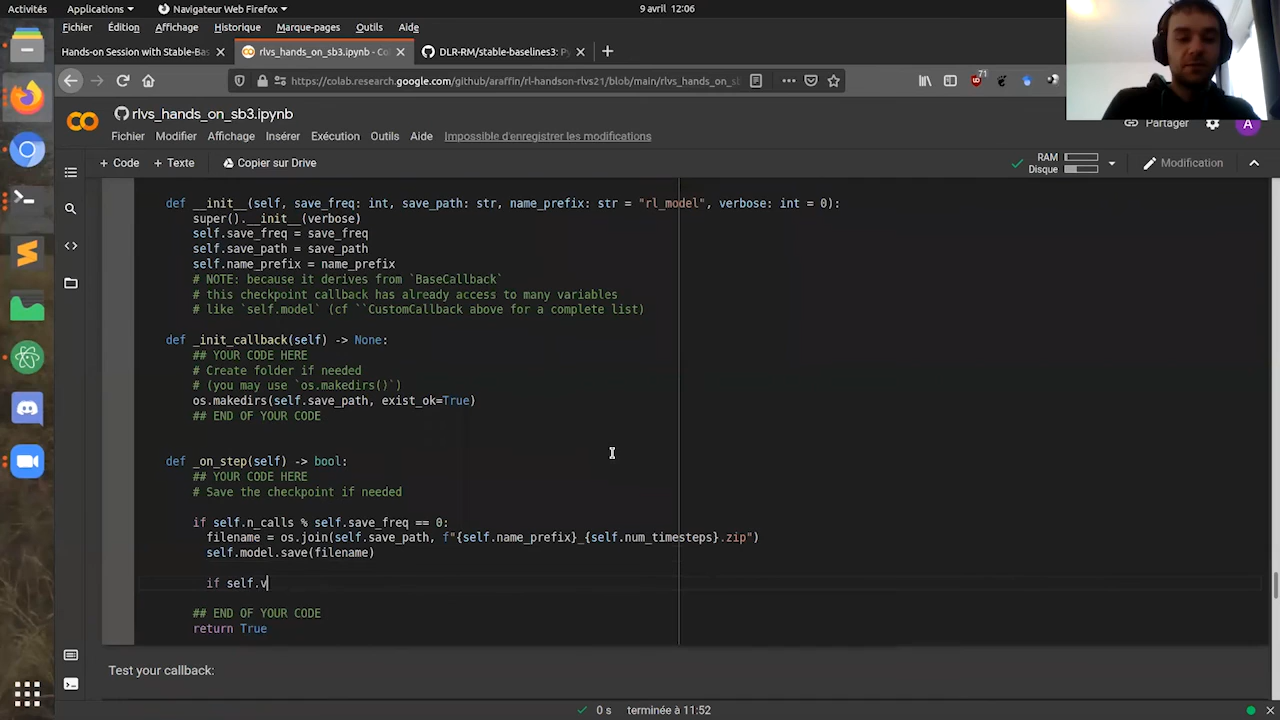 Activités
Applications
Navigateur Web Firefox
9 avril 12:06
Fichier Édition Affichage Historique Marque-pages Outils Aide
Hands-on Session with Stable-Bas
rlvs_hands_on_sb3.ipynb - Co
DLR-RM/stable-baselines3: Py
https://colab.research.google.com/github/araffin/rl-handson-rlvs21/blob/main/rlvs_hands_on_sb
71
rlvs_hands_on_sb3.ipynb
Fichier Modifier Affichage Insérer Exécution Outils Aide Impossible d'enregistrer les modifications
Partager
A
+ Code + Texte Copier sur Drive
RAM
Disque
Modification
def __init__(self, save_freq: int, save_path: str, name_prefix: str = "rl_model", verbose: int = 0):
super().__init__(verbose)
self.save_freq = save_freq
self.save_path = save_path
self.name_prefix = name_prefix
# NOTE: because it derives from `BaseCallback`
# this checkpoint callback has already access to many variables
# like `self.model` (cf ``CustomCallback above for a complete list)
def _init_callback(self) -> None:
## YOUR CODE HERE
# Create folder if needed
# (you may use `os.makedirs()`)
os.makedirs(self.save_path, exist_ok=True)
## END OF YOUR CODE
def _on_step(self) -> bool:
## YOUR CODE HERE
# Save the checkpoint if needed
if self.n_calls % self.save_freq == 0:
filename = os.join(self.save_path, f"{self.name_prefix}_{self.num_timesteps}.zip")
self.model.save(filename)
if self.v
## END OF YOUR CODE
return True
Test your callback:
0 s terminée à 11:52